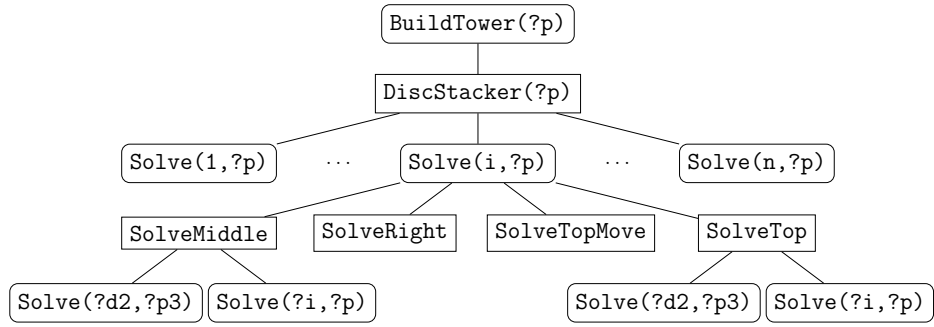 BuildTower(?p)
DiscStacker(?p)
Solve(1,?p) ... Solve(i,?p) ... Solve(n,?p)
SolveMiddle SolveRight SolveTopMove SolveTop
Solve(?d2,?p3) Solve(?i,?p) Solve(?d2,?p3) Solve(?i,?p)